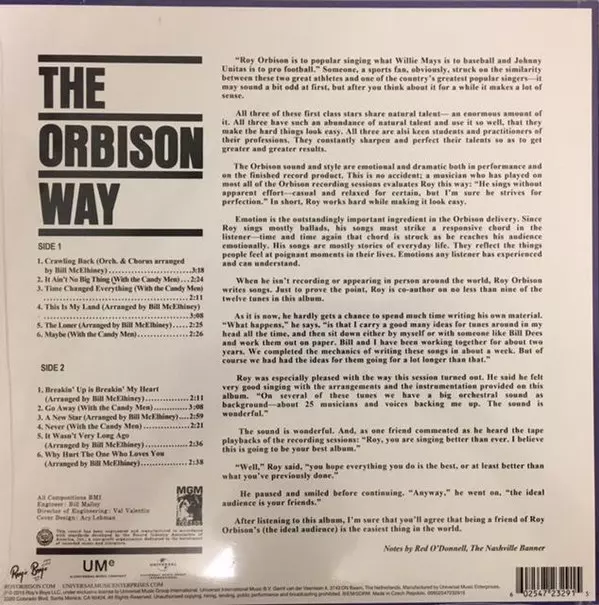 THE
ORBISON
WAY
SIDE 1
1. Crawling Back (Orch. & Chorus arranged
by Bill McElhiney)...3:18
2. It Ain't No Big Thing (With the Candy Men)...2:24
3. Time Changed Everything (With the Candy Men)
2:11
4. This Is My Land (Arranged by Bill McElhiney)
3:08
5. The Loner (Arranged by Bill McElhiney)...2:25
6. Maybe (With the Candy Men)...2:26
SIDE 2
1. Breakin' Up is Breakin' My Heart
(Arranged by Bill McElhiney)...2:11
2. Go Away (With the Candy Men)...3:08
3. A New Star (Arranged by Bill McElhiney)...2:59
4. Never (With the Candy Men)...2:21
5. It Wasn't Very Long Ago
(Arranged by Bill McElhiney)...2:36
6. Why Hurt The One Who Loves You
(Arranged by Bill McElhiney)...2:38
All Compositions BMI
Engineer: Bill Malloy
Director of Engineering: Val Valentin
Cover Design: Acy Lehman
MGM
"Roy Orbison is to popular singing what Willie Mays is to baseball and Johnny
Unitas is to pro football." Someone, a sports fan, obviously, struck on the similarity
between these two great athletes and one of the country's greatest popular singers—it
may sound a bit odd at first, but after you think about it for a while it makes a lot of
sense.
All three of these first class stars share natural talent— an enormous amount of
it. All three have such an abundance of natural talent and use it so well, that they
make the hard things look easy. All three are also keen students and practitioners of
their professions. They constantly sharpen and perfect their talents so as to get
greater and greater results.
The Orbison sound and style are emotional and dramatic both in performance and
on the finished record product. This is no accident; a musician who has played on
most all of the Orbison recording sessions evaluates Roy this way: "He sings without
apparent effort—casual and relaxed for certain, but I'm sure he strives for
perfection." In short, Roy works hard while making it look easy.
Emotion is the outstandingly important ingredient in the Orbison delivery. Since
Roy sings mostly ballads, his songs must strike a responsive chord in the
listener—time and time again that chord is struck as he reaches his audience
emotionally. His songs are mostly stories of everyday life. They reflect the things
people feel at poignant moments in their lives. Emotions any listener has experienced
and can understand.
When he isn't recording or appearing in person around the world, Roy Orbison
writes songs. Just to prove the point, Roy is co-author on no less than nine of the
twelve tunes in this album.
As it is now, he hardly gets a chance to spend much time writing his own material.
"What happens," he says, "is that I carry a good many ideas for tunes around in my
head all the time, and then sit down either by myself or with someone like Bill Dees
and work them out on paper. Bill and I have been working together for about two
years. We completed the mechanics of writing these songs in about a week. But of
course we had had the ideas for them going for a lot longer than that."
Roy was especially pleased with the way this session turned out. He said he felt
very good singing with the arrangements and the instrumentation provided on this
album. "On several of these tunes we have a big orchestral sound as
background—about 25 musicians and voices backing me up. The sound is
wonderful."
The sound is wonderful. And, as one friend commented as he heard the tape
playbacks of the recording sessions: "Roy, you are singing better than ever. I believe
this is going to be your best album."
"Well," Roy said, "you hope everything you do is the best, or at least better than
what you've previously done."
He paused and smiled before continuing. "Anyway," he went on, "the ideal
audience is your friends."
After listening to this album, I'm sure that you'll agree that being a friend of Roy
Orbison's (the ideal audience) is the easiest thing in the world.
Notes by Red O'Donnell, The Nashville Banner
Roy's Boys
UMe
UNIVERSAL
ROYORBISON.COM UNIVERSALMUSICENTERPRISES.COM
6 02547 23291